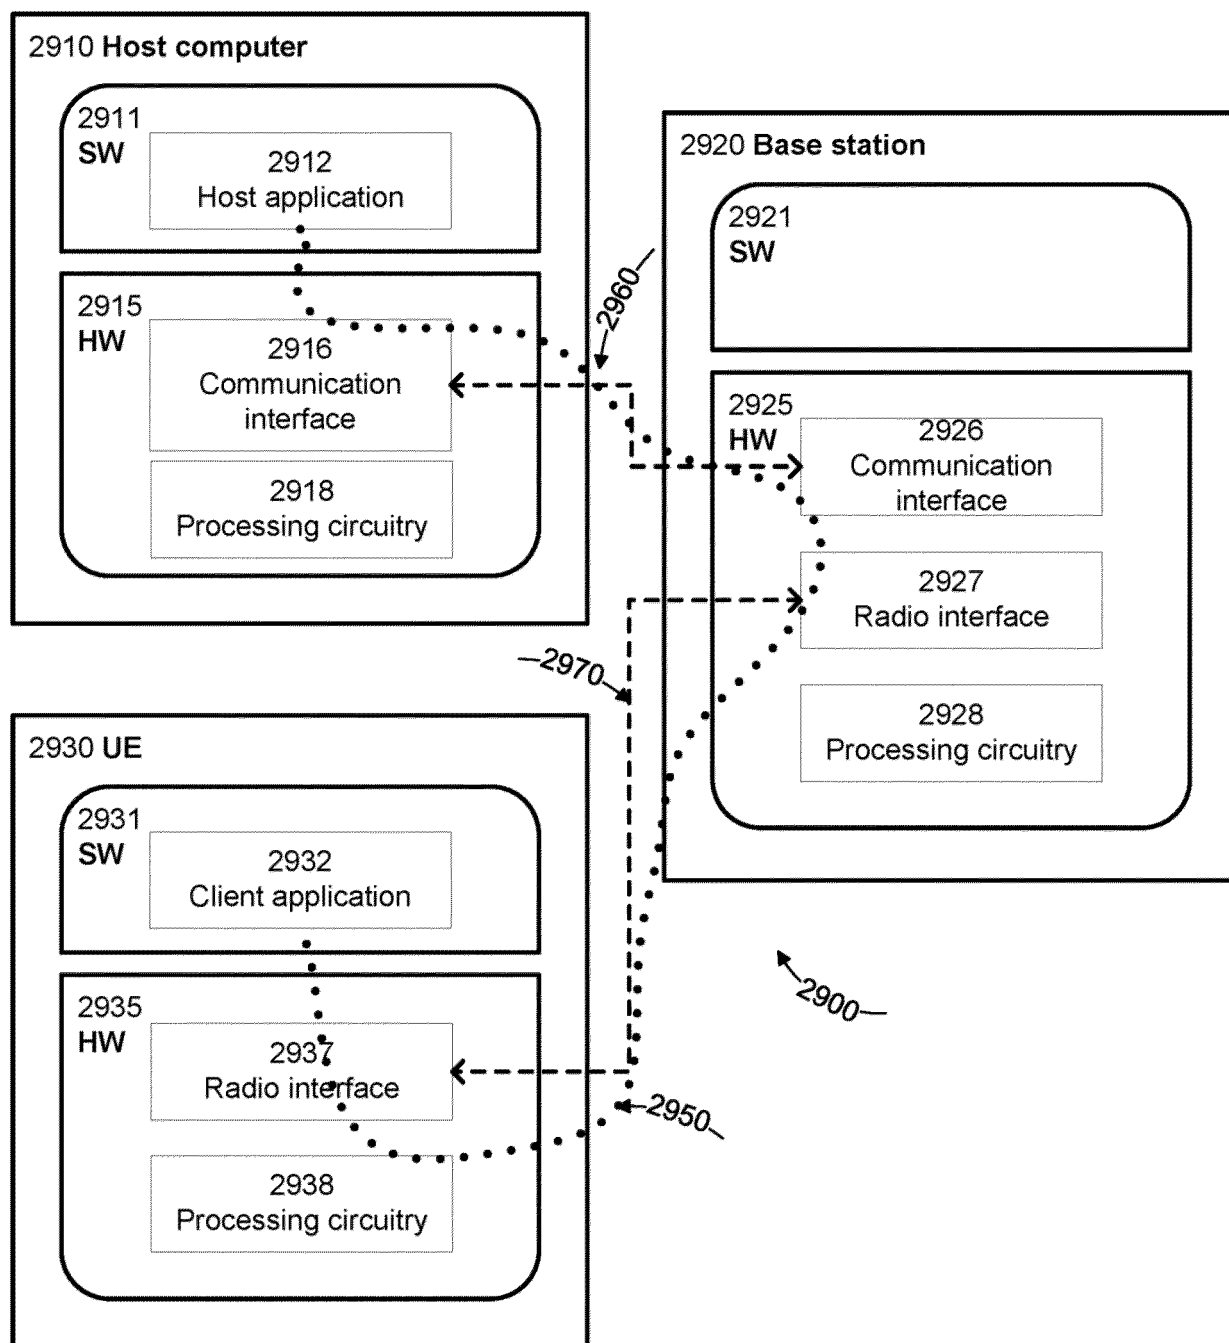 2910 Host computer
2911
SW
2912
Host application
2915
HW
2916
Communication
interface
2918
Processing circuitry
2920 Base station
2921
SW
2925
HW
2926
Communication
interface
2927
Radio interface
2928
Processing circuitry
2960
2970
2930 UE
2931
SW
2932
Client application
2935
HW
2937
Radio interface
2938
Processing circuitry
2900
2950